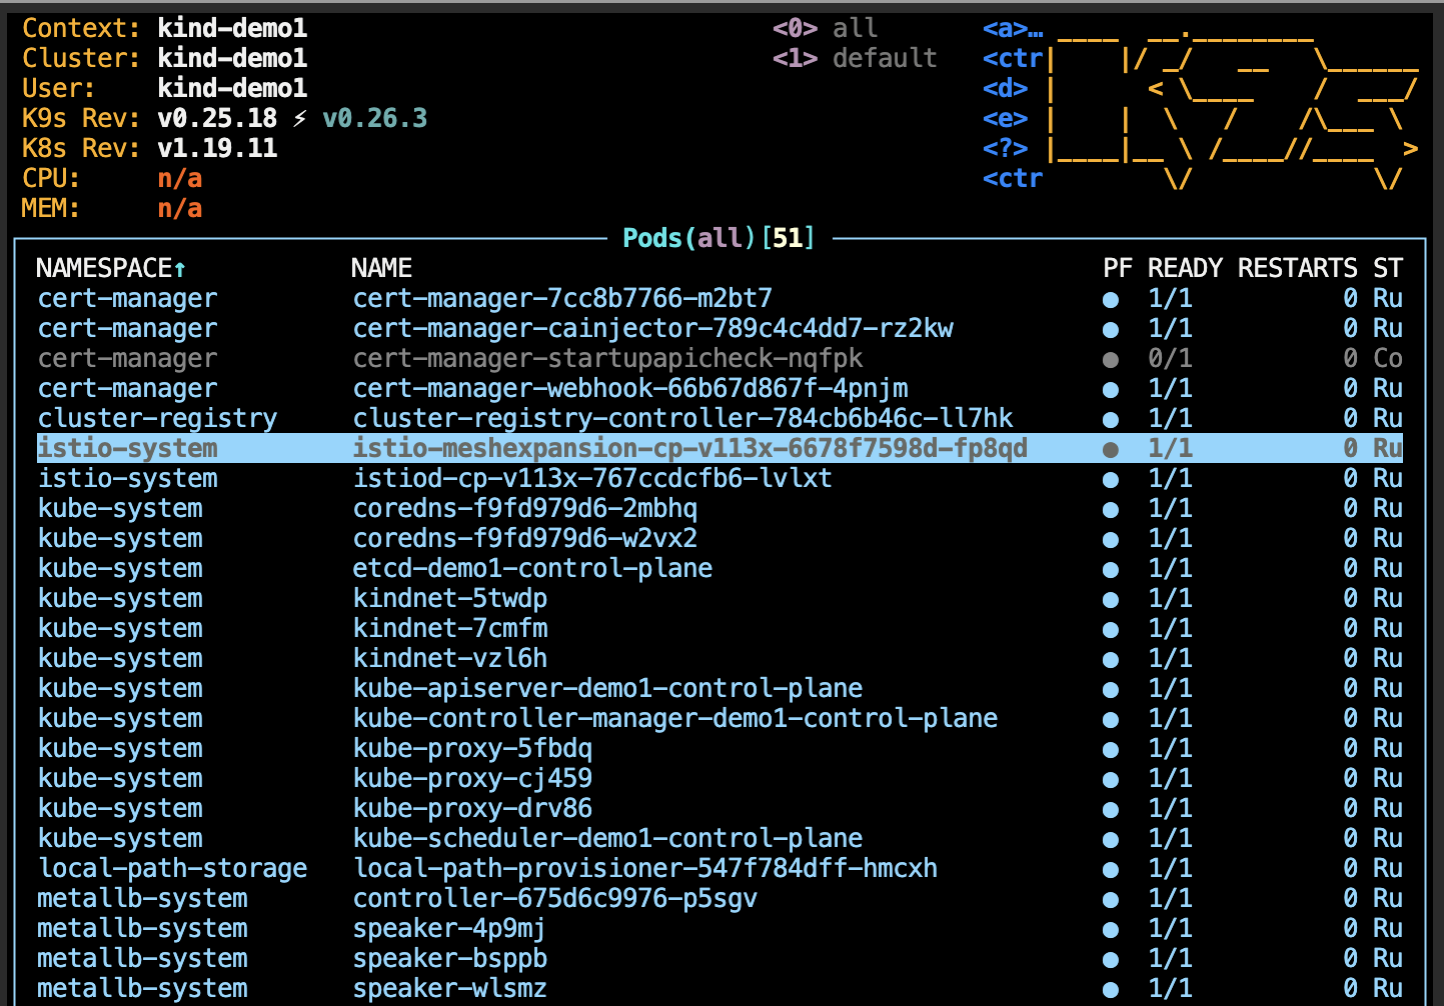 Context: kind-demo1 <0> all <a>…
Cluster: kind-demo1 <1> default <ctr
User: kind-demo1 <d>
K9s Rev: v0.25.18 ⚡ v0.26.3 <e>
K8s Rev: v1.19.11 <?>
CPU: n/a <ctr
MEM: n/a
Pods(all)[51]
NAMESPACE↑ NAME PF READY RESTARTS ST
cert-manager cert-manager-7cc8b7766-m2bt7 ● 1/1 0 Ru
cert-manager cert-manager-cainjector-789c4c4dd7-rz2kw ● 1/1 0 Ru
cert-manager cert-manager-startupapicheck-nqfpk ● 0/1 0 Co
cert-manager cert-manager-webhook-66b67d867f-4pnjm ● 1/1 0 Ru
cluster-registry cluster-registry-controller-784cb6b46c-ll7hk ● 1/1 0 Ru
istio-system istio-meshexpansion-cp-v113x-6678f7598d-fp8qd ● 1/1 0 Ru
istio-system istiod-cp-v113x-767ccdcfb6-lvlxt ● 1/1 0 Ru
kube-system coredns-f9fd979d6-2mbhq ● 1/1 0 Ru
kube-system coredns-f9fd979d6-w2vx2 ● 1/1 0 Ru
kube-system etcd-demo1-control-plane ● 1/1 0 Ru
kube-system kindnet-5twdp ● 1/1 0 Ru
kube-system kindnet-7cmfm ● 1/1 0 Ru
kube-system kindnet-vzl6h ● 1/1 0 Ru
kube-system kube-apiserver-demo1-control-plane ● 1/1 0 Ru
kube-system kube-controller-manager-demo1-control-plane ● 1/1 0 Ru
kube-system kube-proxy-5fbdq ● 1/1 0 Ru
kube-system kube-proxy-cj459 ● 1/1 0 Ru
kube-system kube-proxy-drv86 ● 1/1 0 Ru
kube-system kube-scheduler-demo1-control-plane ● 1/1 0 Ru
local-path-storage local-path-provisioner-547f784dff-hmcxh ● 1/1 0 Ru
metallb-system controller-675d6c9976-p5sgv ● 1/1 0 Ru
metallb-system speaker-4p9mj ● 1/1 0 Ru
metallb-system speaker-bsppb ● 1/1 0 Ru
metallb-system speaker-wlsmz ● 1/1 0 Ru